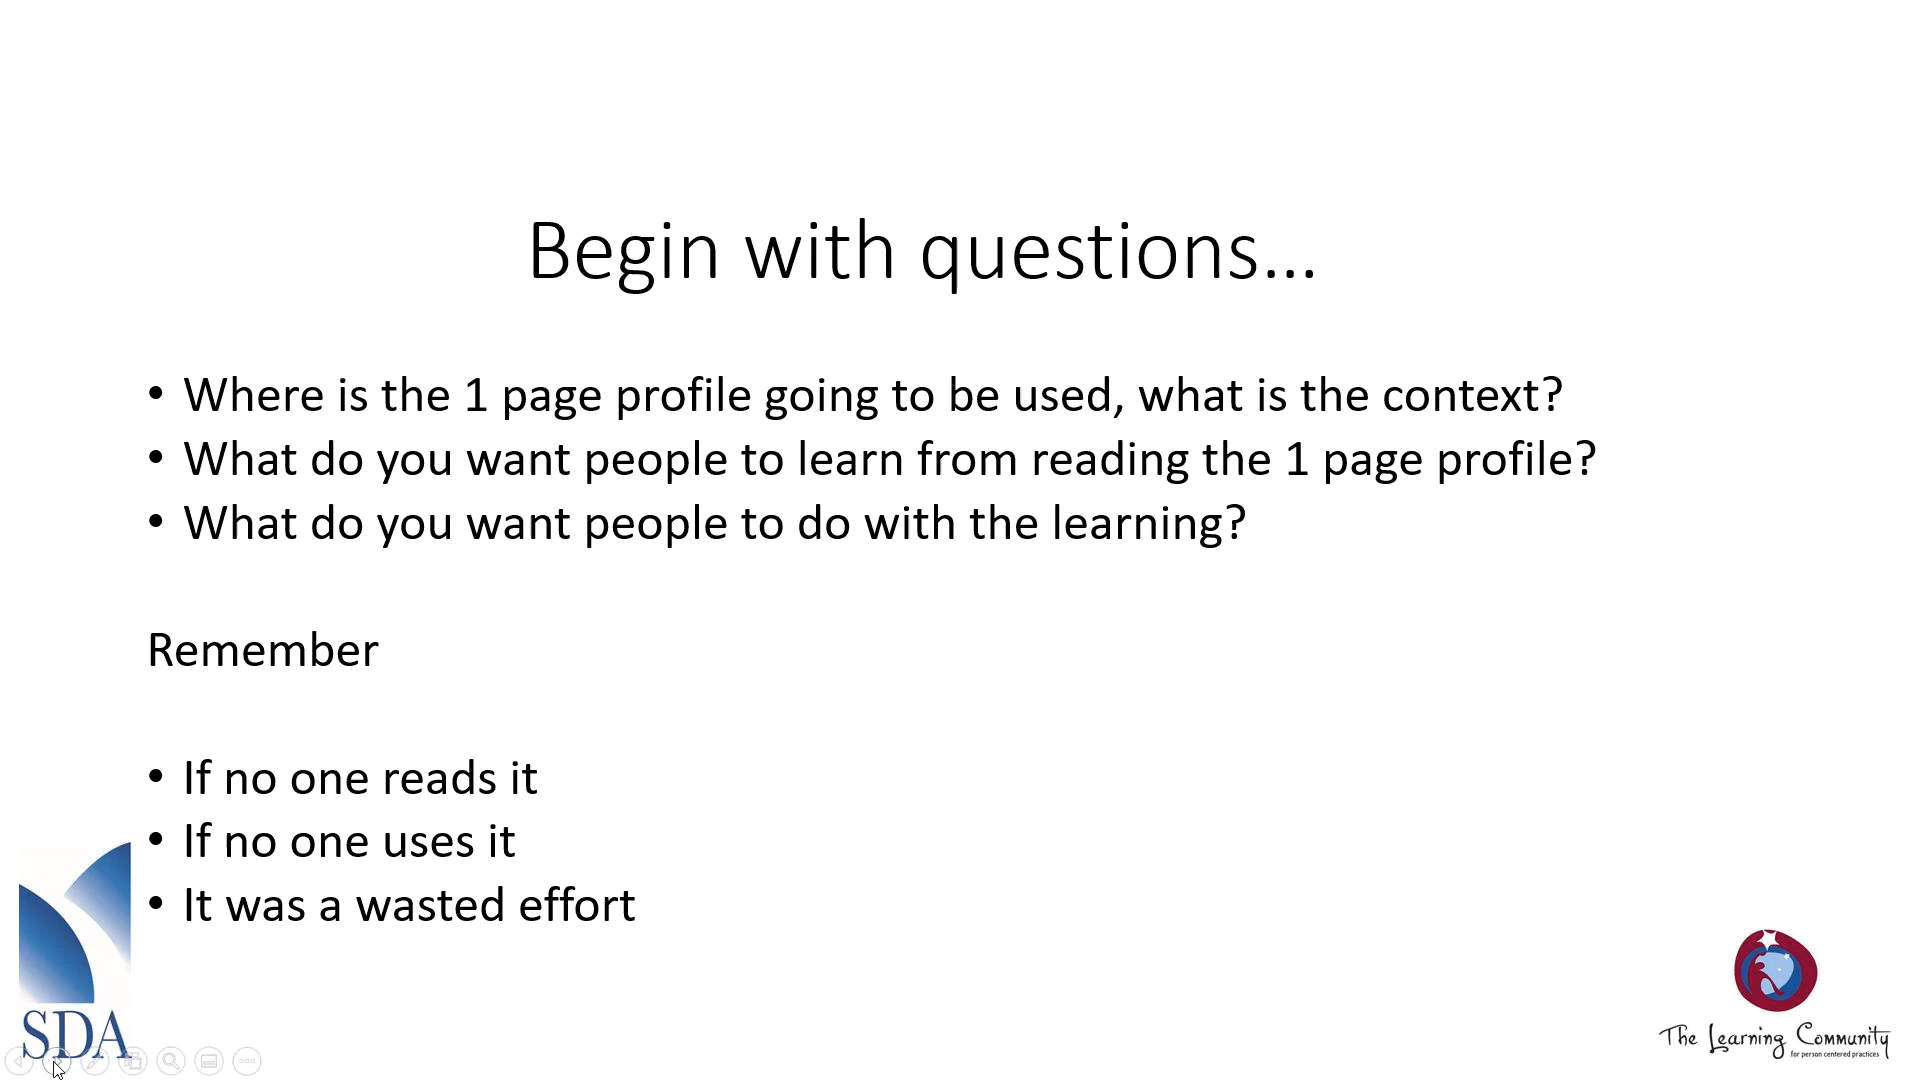 Begin with questions...
• Where is the 1 page profile going to be used, what is the context?
• What do you want people to learn from reading the 1 page profile?
• What do you want people to do with the learning?
Remember
• If no one reads it
• If no one uses it
• It was a wasted effort
SDA
The Learning Community
for person centered practices